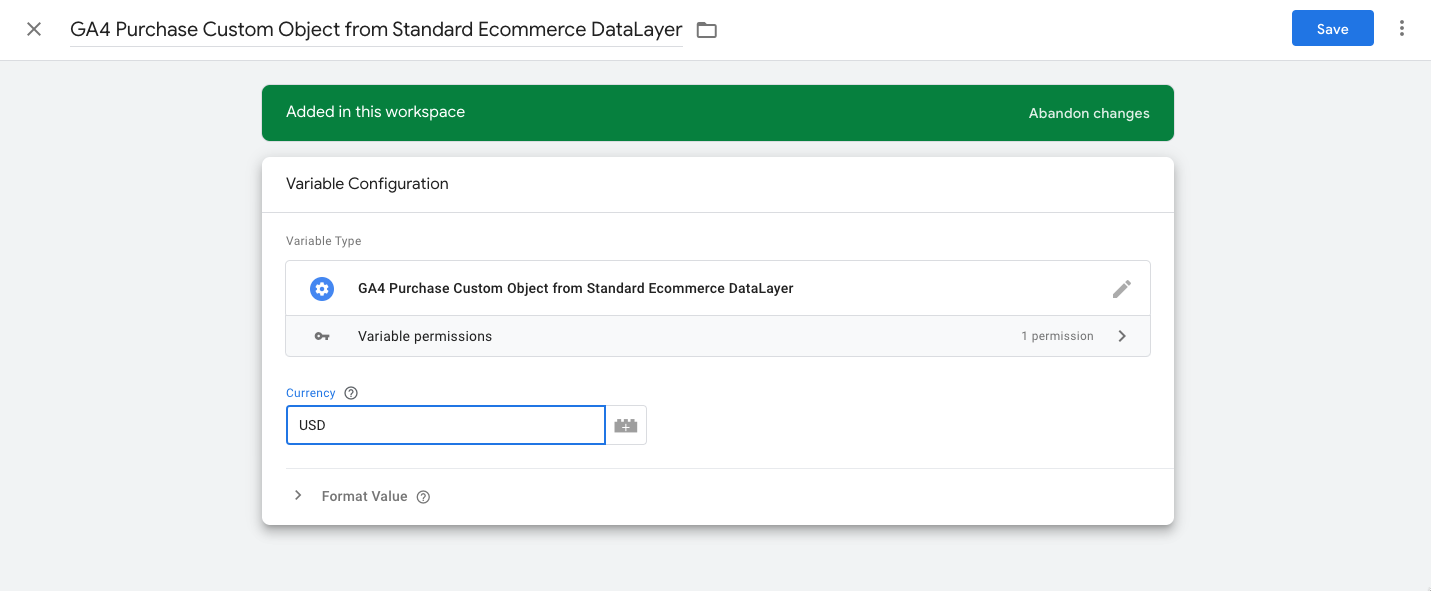 GA4 Purchase Custom Object from Standard Ecommerce DataLayer
Save
Added in this workspace
Abandon changes
Variable Configuration
Variable Type
GA4 Purchase Custom Object from Standard Ecommerce DataLayer
Variable permissions
1 permission
Currency
USD
Format Value